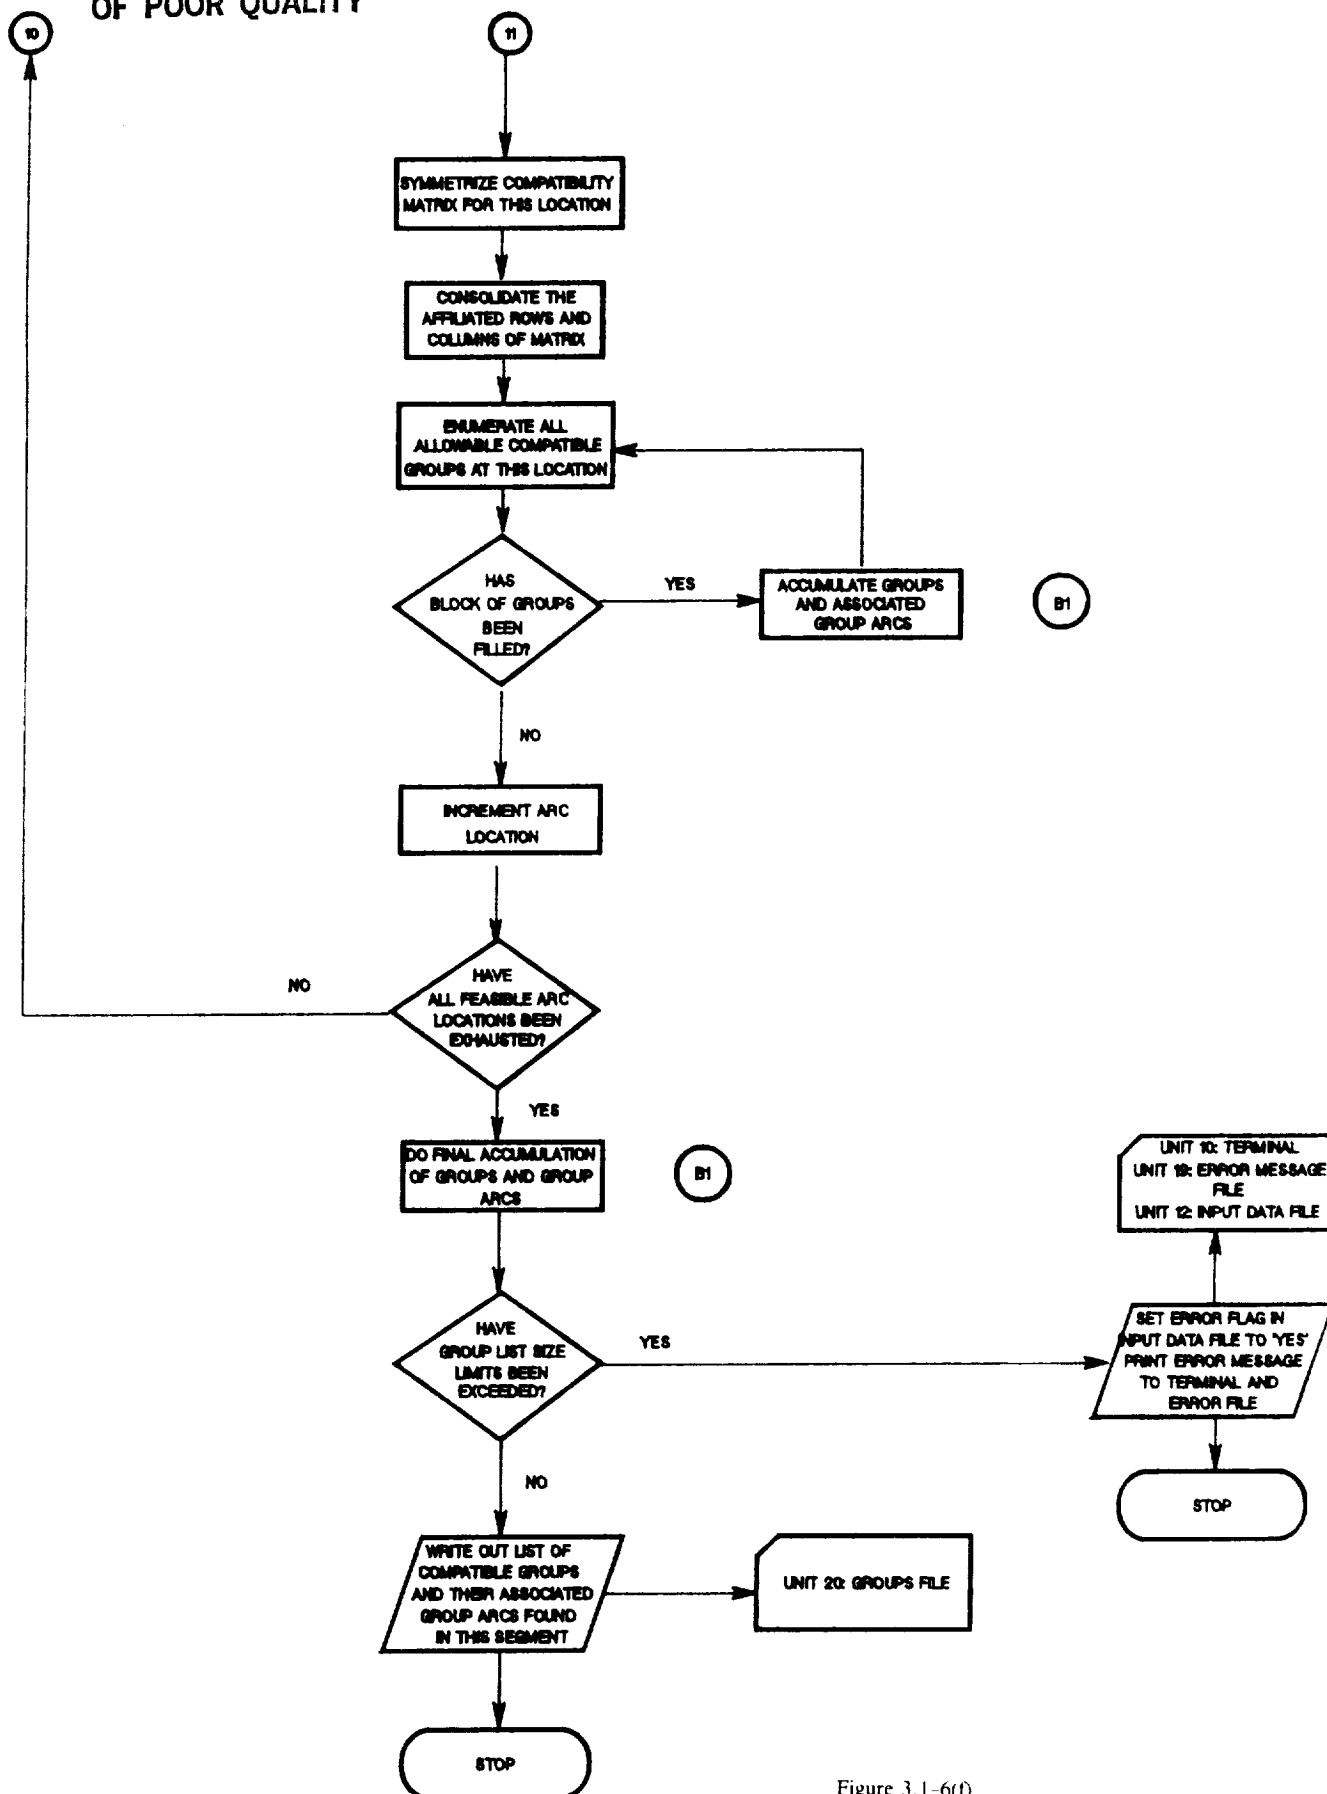 OF POOR QUALITY
10
11
SYMMETRIZE COMPATIBILITY
MATRIX FOR THIS LOCATION
CONSOLIDATE THE
AFFILIATED ROWS AND
COLUMNS OF MATRIX
ENUMERATE ALL
ALLOWABLE COMPATIBLE
GROUPS AT THIS LOCATION
HAS
BLOCK OF GROUPS
BEEN
FILLED?
YES
ACCUMULATE GROUPS
AND ASSOCIATED
GROUP ARCS
B1
NO
INCREMENT ARC
LOCATION
HAVE
ALL FEASIBLE ARC
LOCATIONS BEEN
EXHAUSTED?
NO
YES
DO FINAL ACCUMULATION
OF GROUPS AND GROUP
ARCS
B1
UNIT 10: TERMINAL
UNIT 19: ERROR MESSAGE
FILE
UNIT 12: INPUT DATA FILE
HAVE
GROUP LIST SIZE
LIMITS BEEN
EXCEEDED?
YES
SET ERROR FLAG IN
INPUT DATA FILE TO 'YES'
PRINT ERROR MESSAGE
TO TERMINAL AND
ERROR FILE
NO
STOP
WRITE OUT LIST OF
COMPATIBLE GROUPS
AND THEIR ASSOCIATED
GROUP ARCS FOUND
IN THIS SEGMENT
UNIT 20: GROUPS FILE
STOP
Figure 3.1-6(f)